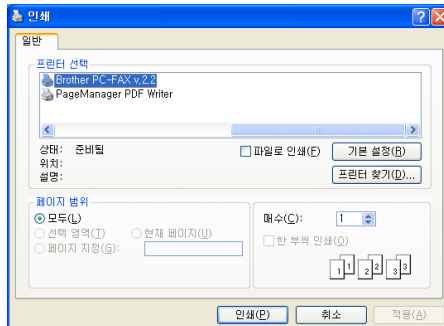 인쇄
일반
프린터 선택
Brother PC-FAX v.2.2
PageManager PDF Writer
상태: 준비됨
파일로 인쇄(F)
기본 설정(R)
위치:
설명:
프린터 찾기(D)...
페이지 범위
모두(L)
선택 영역(T)
현재 페이지(U)
페이지 지정(G):
매수(C):
1
한 부씩 인쇄(O)
1 1 2 2 3 3
인쇄(P)
취소
적용(A)